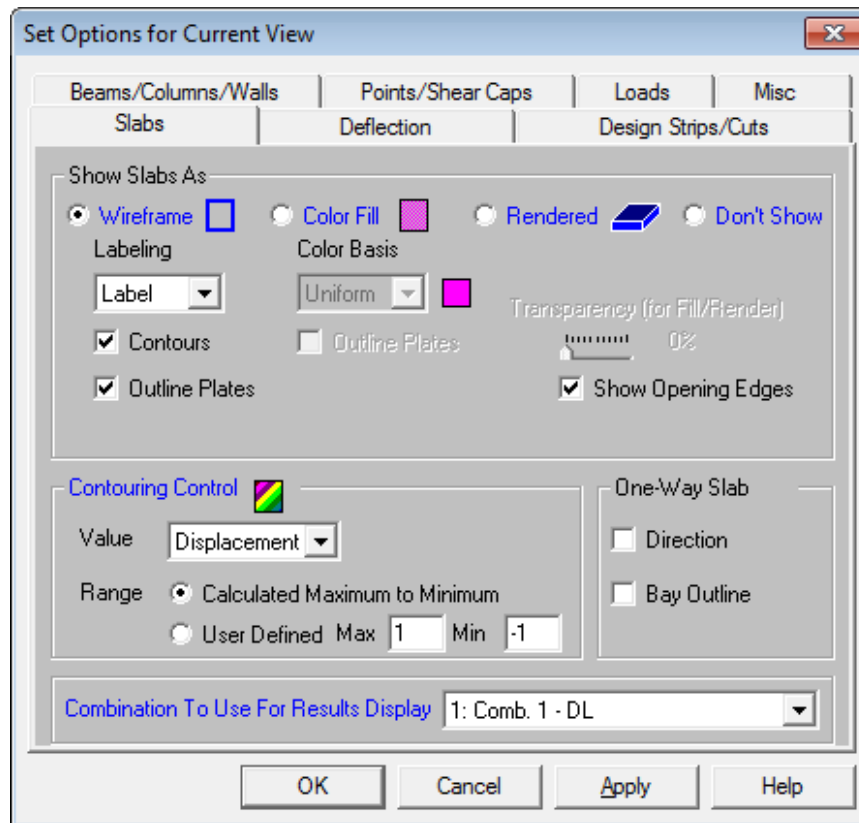 Set Options for Current View
Beams/Columns/Walls Points/Shear Caps Loads Misc
Slabs Deflection Design Strips/Cuts
Show Slabs As
Wireframe Color Fill Rendered Don't Show
Labeling Color Basis
Label Uniform Transparency (for Fill/Render)
Contours Outline Plates 0%
Outline Plates Show Opening Edges
Contouring Control One-Way Slab
Value Displacement Direction
Range Calculated Maximum to Minimum Bay Outline
User Defined Max 1 Min -1
Combination To Use For Results Display 1: Comb. 1 - DL
OK Cancel Apply Help